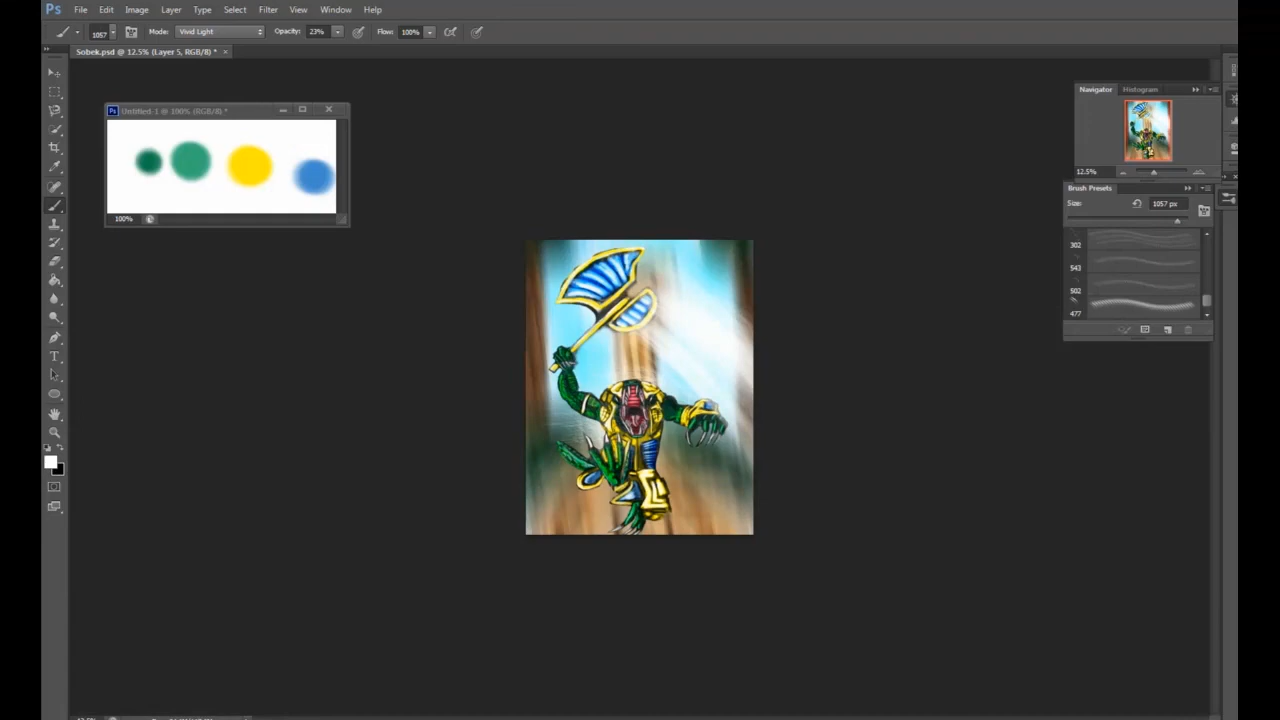 Ps File Edit Image Layer Type Select Filter View Window Help
1057 Mode: Vivid Light Opacity: 23% Flow: 100%
Sobek.psd @ 12.5% (Layer 5, RGB/8) * ×
Navigator Histogram
Ps Untitled-1 @ 100% (RGB/8) *
12.5%
Brush Presets
Size: 1057 px
100%
302
543
502
477